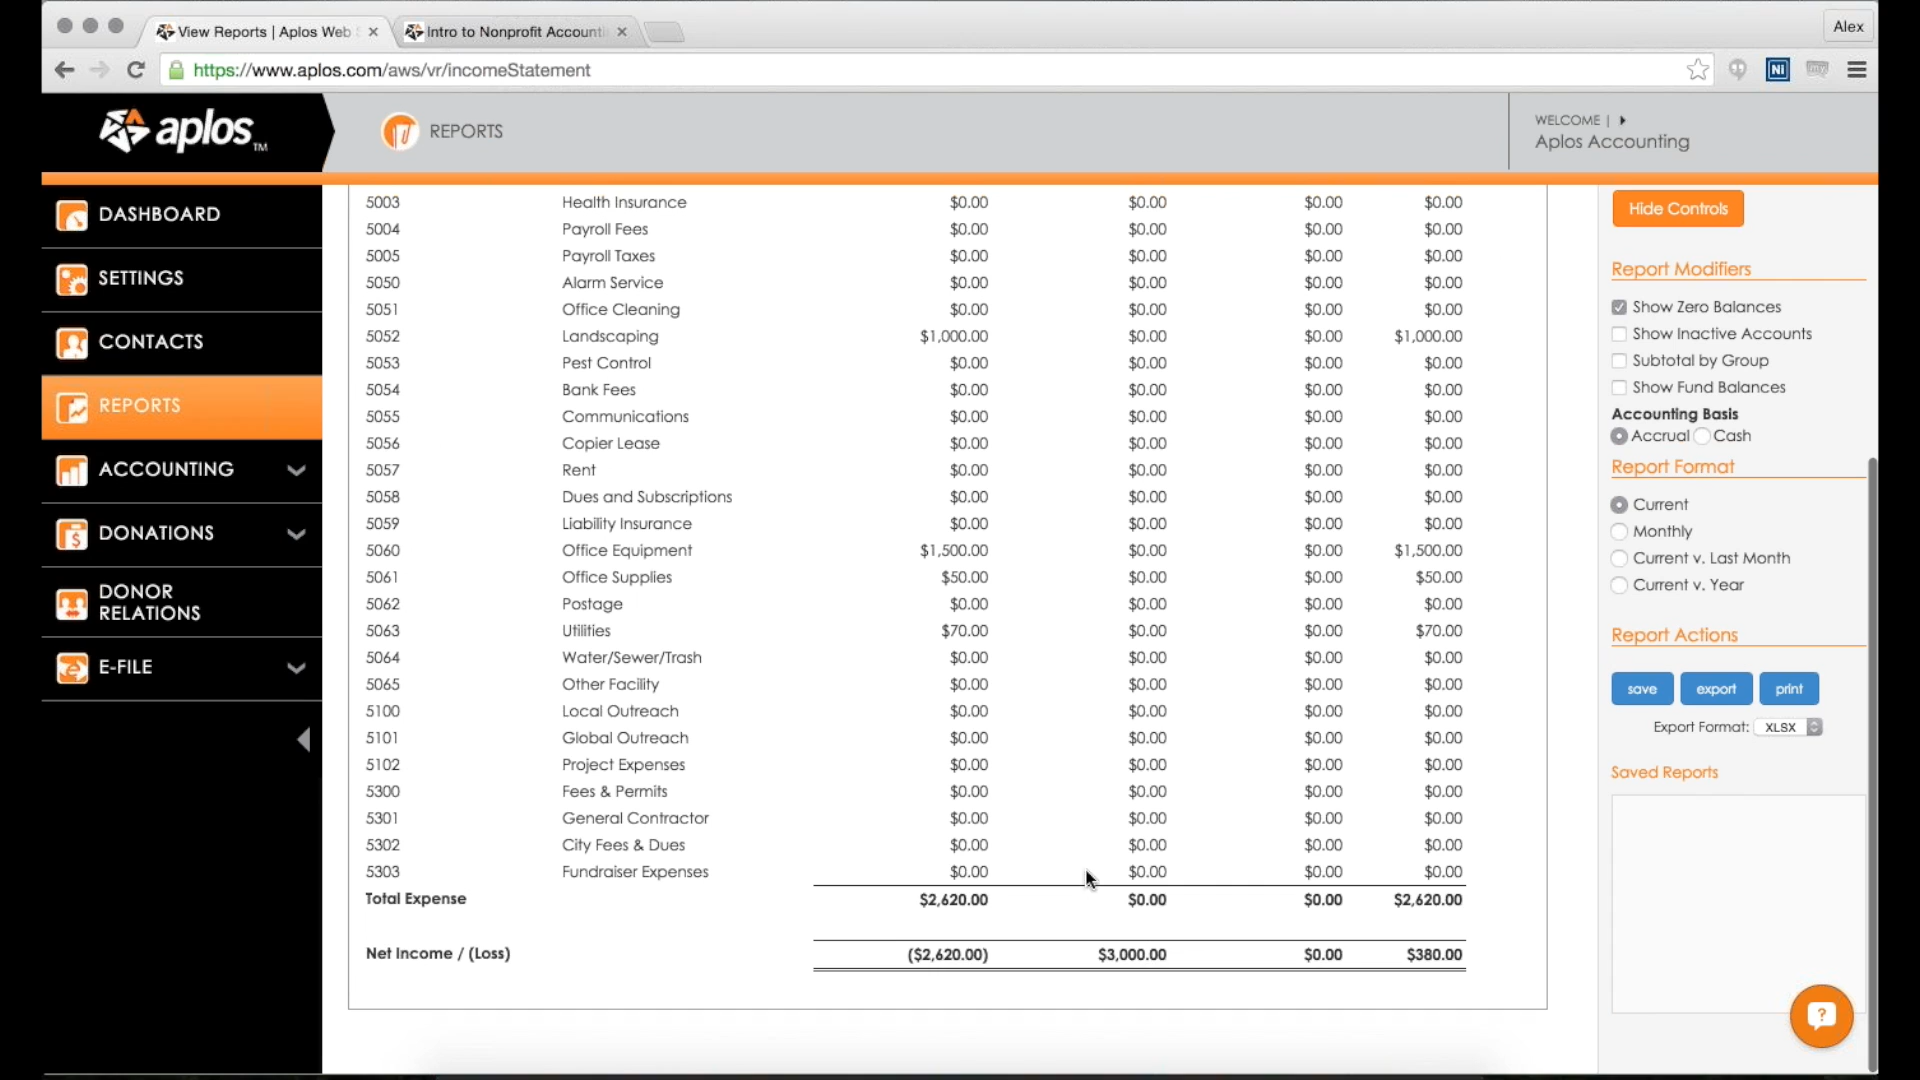 View Reports | Aplos Web
Intro to Nonprofit Accounti
Alex
https://www.aplos.com/aws/vr/incomeStatement
Ni
my
aplos TM
REPORTS
WELCOME |
Aplos Accounting
DASHBOARD
SETTINGS
CONTACTS
REPORTS
ACCOUNTING
DONATIONS
DONOR
RELATIONS
E-FILE
5003 Health Insurance $0.00 $0.00 $0.00 $0.00
5004 Payroll Fees $0.00 $0.00 $0.00 $0.00
5005 Payroll Taxes $0.00 $0.00 $0.00 $0.00
5050 Alarm Service $0.00 $0.00 $0.00 $0.00
5051 Office Cleaning $0.00 $0.00 $0.00 $0.00
5052 Landscaping $1,000.00 $0.00 $0.00 $1,000.00
5053 Pest Control $0.00 $0.00 $0.00 $0.00
5054 Bank Fees $0.00 $0.00 $0.00 $0.00
5055 Communications $0.00 $0.00 $0.00 $0.00
5056 Copier Lease $0.00 $0.00 $0.00 $0.00
5057 Rent $0.00 $0.00 $0.00 $0.00
5058 Dues and Subscriptions $0.00 $0.00 $0.00 $0.00
5059 Liability Insurance $0.00 $0.00 $0.00 $0.00
5060 Office Equipment $1,500.00 $0.00 $0.00 $1,500.00
5061 Office Supplies $50.00 $0.00 $0.00 $50.00
5062 Postage $0.00 $0.00 $0.00 $0.00
5063 Utilities $70.00 $0.00 $0.00 $70.00
5064 Water/Sewer/Trash $0.00 $0.00 $0.00 $0.00
5065 Other Facility $0.00 $0.00 $0.00 $0.00
5100 Local Outreach $0.00 $0.00 $0.00 $0.00
5101 Global Outreach $0.00 $0.00 $0.00 $0.00
5102 Project Expenses $0.00 $0.00 $0.00 $0.00
5300 Fees & Permits $0.00 $0.00 $0.00 $0.00
5301 General Contractor $0.00 $0.00 $0.00 $0.00
5302 City Fees & Dues $0.00 $0.00 $0.00 $0.00
5303 Fundraiser Expenses $0.00 $0.00 $0.00 $0.00
Total Expense $2,620.00 $0.00 $0.00 $2,620.00
Net Income / (Loss) ($2,620.00) $3,000.00 $0.00 $380.00
Hide Controls
Report Modifiers
Show Zero Balances
Show Inactive Accounts
Subtotal by Group
Show Fund Balances
Accounting Basis
Accrual Cash
Report Format
Current
Monthly
Current v. Last Month
Current v. Year
Report Actions
save export print
Export Format: XLSX
Saved Reports
?